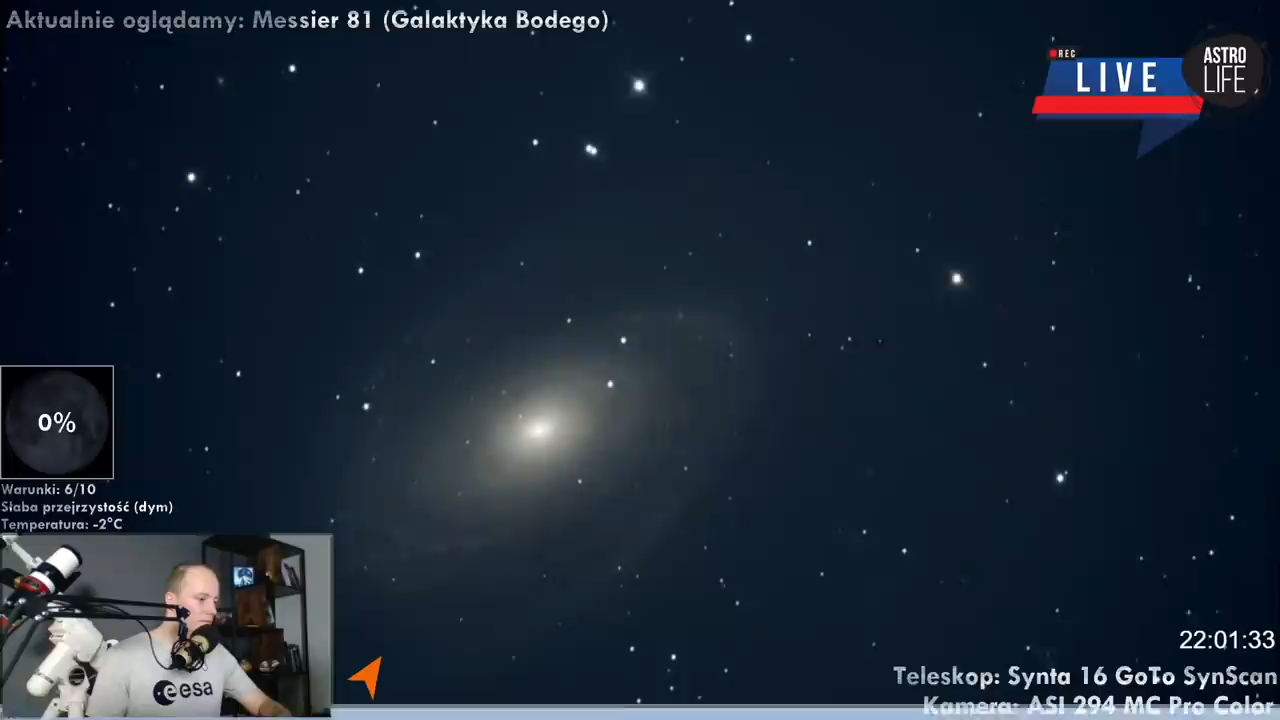 Aktualnie oglądamy: Messier 81 (Galaktyka Bodego)
REC
LIVE
ASTRO
LIFE
0%
Warunki: 6/10
Słaba przejrzystość (dym)
Temperatura: -2°C
esa
22:01:33
Teleskop: Synta 16 GoTo SynScan
Kamera: ASI 294 MC Pro Color